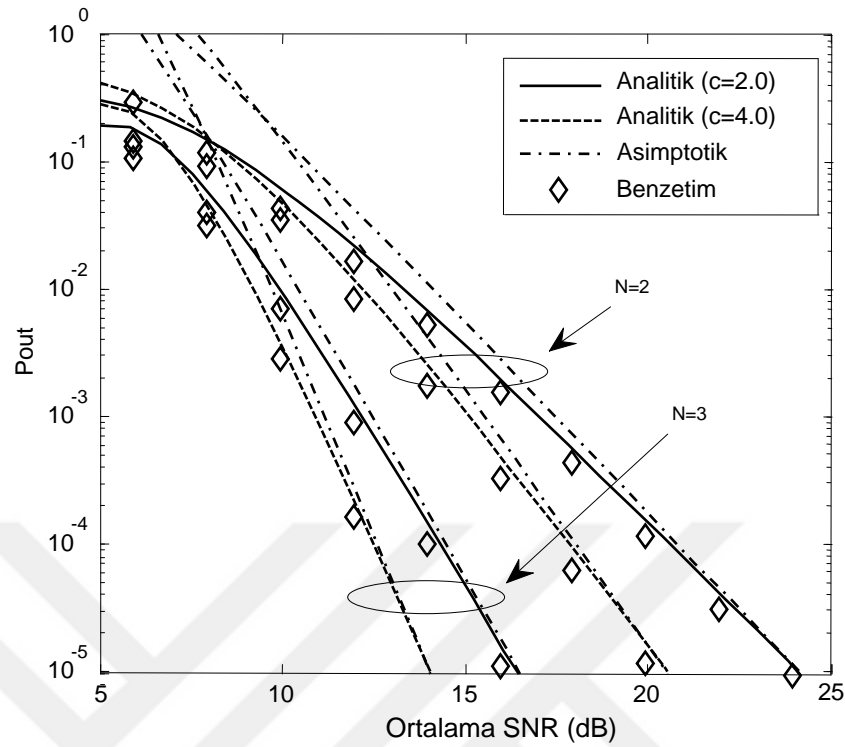 10^0
10^-1
10^-2
10^-3
10^-4
10^-5
Pout
Analitik (c=2.0)
Analitik (c=4.0)
Asimptotik
Benzetim
N=2
N=3
5 10 15 20 25
Ortalama SNR (dB)